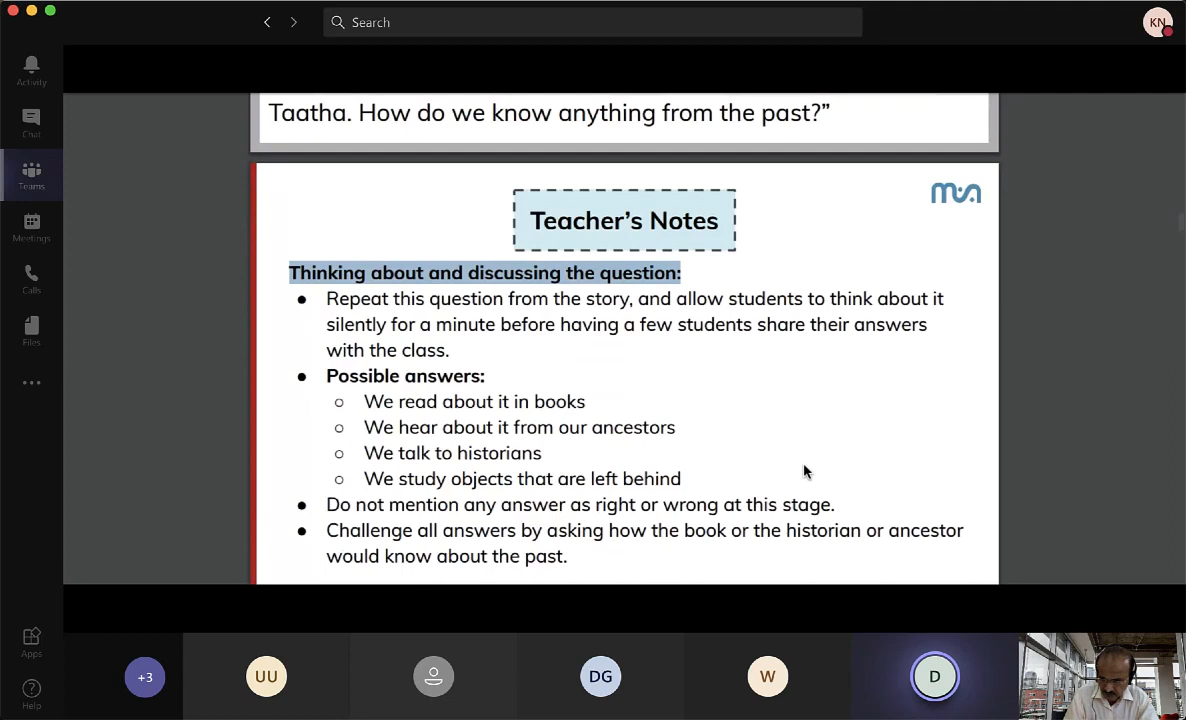 Search
KN
Activity
Chat
Teams
Meetings
Calls
Files
Apps
Help
Taatha. How do we know anything from the past?”
Teacher’s Notes
Thinking about and discussing the question:
● Repeat this question from the story, and allow students to think about it
silently for a minute before having a few students share their answers
with the class.
● Possible answers:
○ We read about it in books
○ We hear about it from our ancestors
○ We talk to historians
○ We study objects that are left behind
● Do not mention any answer as right or wrong at this stage.
● Challenge all answers by asking how the book or the historian or ancestor
would know about the past.
+3
UU
DG
W
D